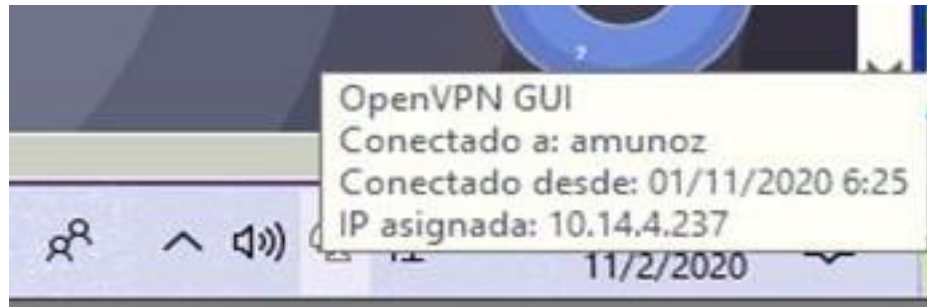 OpenVPN GUI
Conectado a: amunoz
Conectado desde: 01/11/2020 6:25
IP asignada: 10.14.4.237
11/2/2020